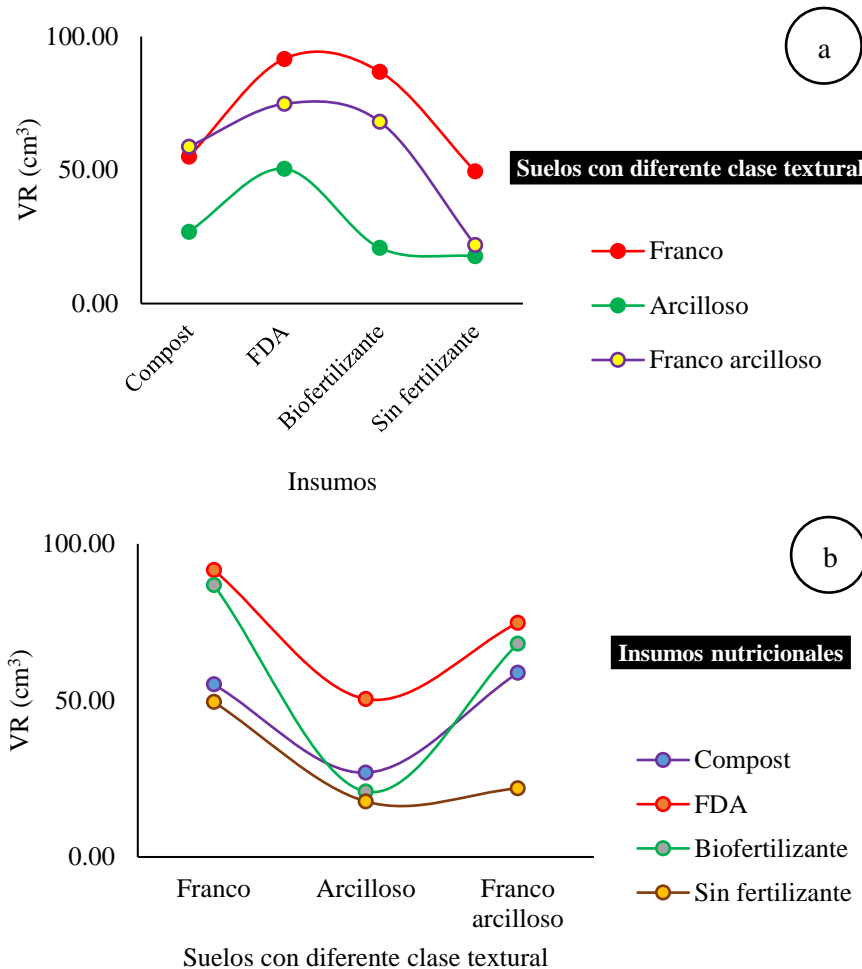 a
100.00
50.00
0.00
VR (cm³)
Compost
FDA
Biofertilizante
Sin fertilizante
Insumos
Suelos con diferente clase textural
Franco
Arcilloso
Franco arcilloso
b
100.00
50.00
0.00
VR (cm³)
Franco
Arcilloso
Franco
arcilloso
Suelos con diferente clase textural
Insumos nutricionales
Compost
FDA
Biofertilizante
Sin fertilizante